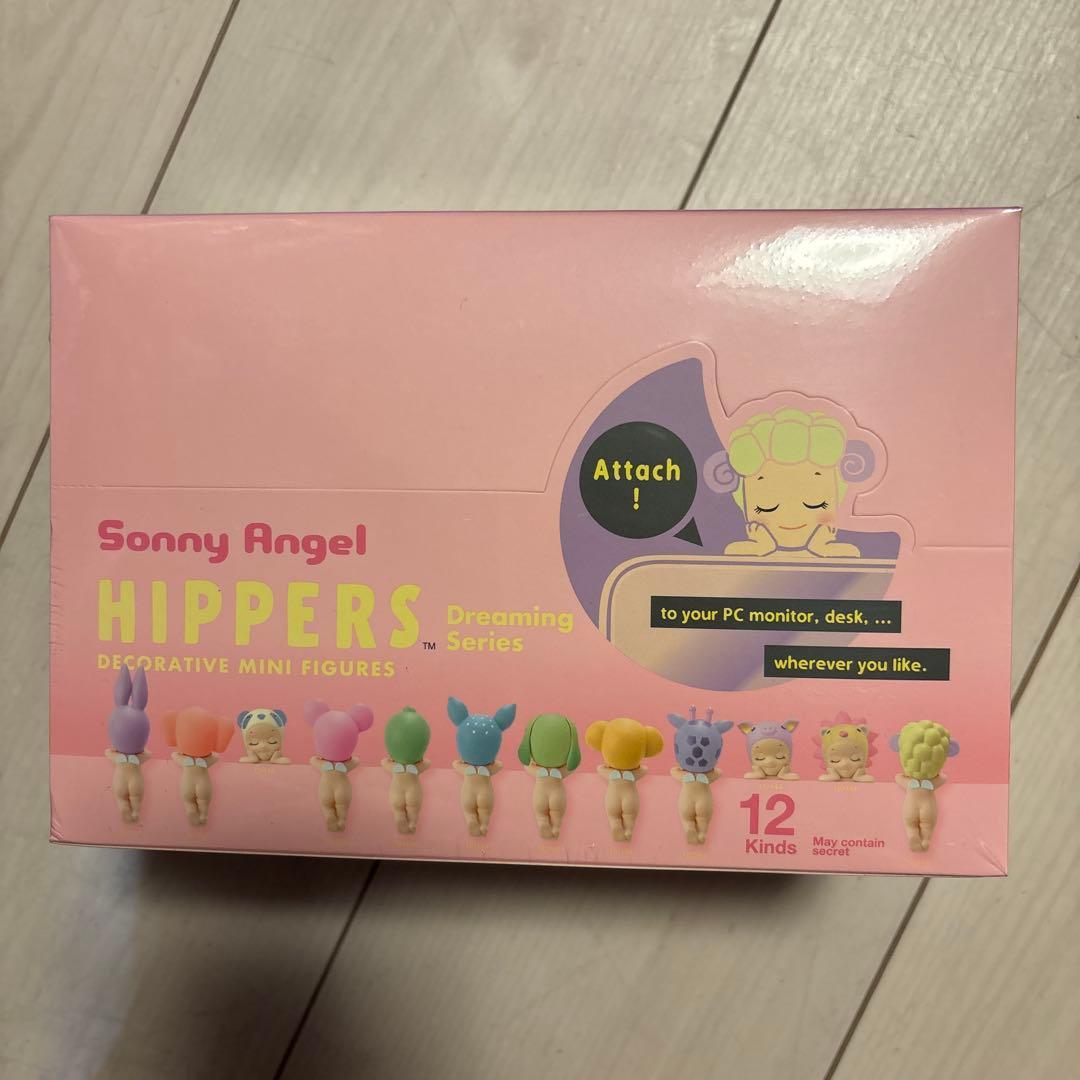 Attach
!
Sonny Angel
HIPPERS™
Dreaming
Series
DECORATIVE MINI FIGURES
to your PC monitor, desk, ...
wherever you like.
12
Kinds
May contain
secret